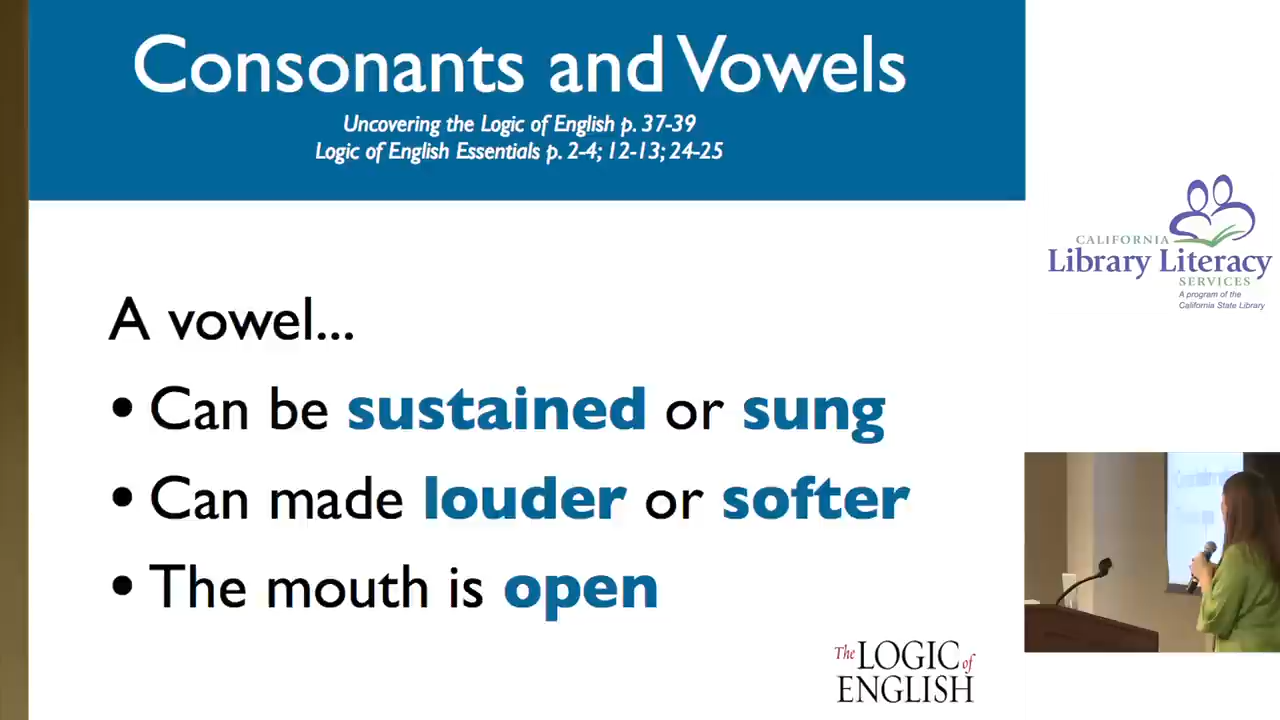 Consonants and Vowels
Uncovering the Logic of English p. 37-39
Logic of English Essentials p. 2-4; 12-13; 24-25
A vowel...
• Can be sustained or sung
• Can made louder or softer
• The mouth is open
The LOGIC of
ENGLISH
CALIFORNIA
Library Literacy
SERVICES
A program of the
California State Library